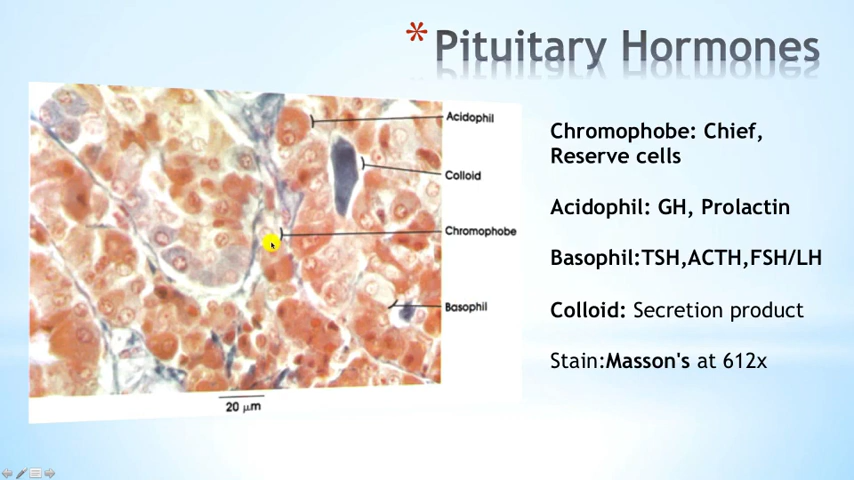 * Pituitary Hormones
Acidophil
Colloid
Chromophobe
Basophil
20 μm
Chromophobe: Chief,
Reserve cells
Acidophil: GH, Prolactin
Basophil:TSH,ACTH,FSH/LH
Colloid: Secretion product
Stain:Masson's at 612x